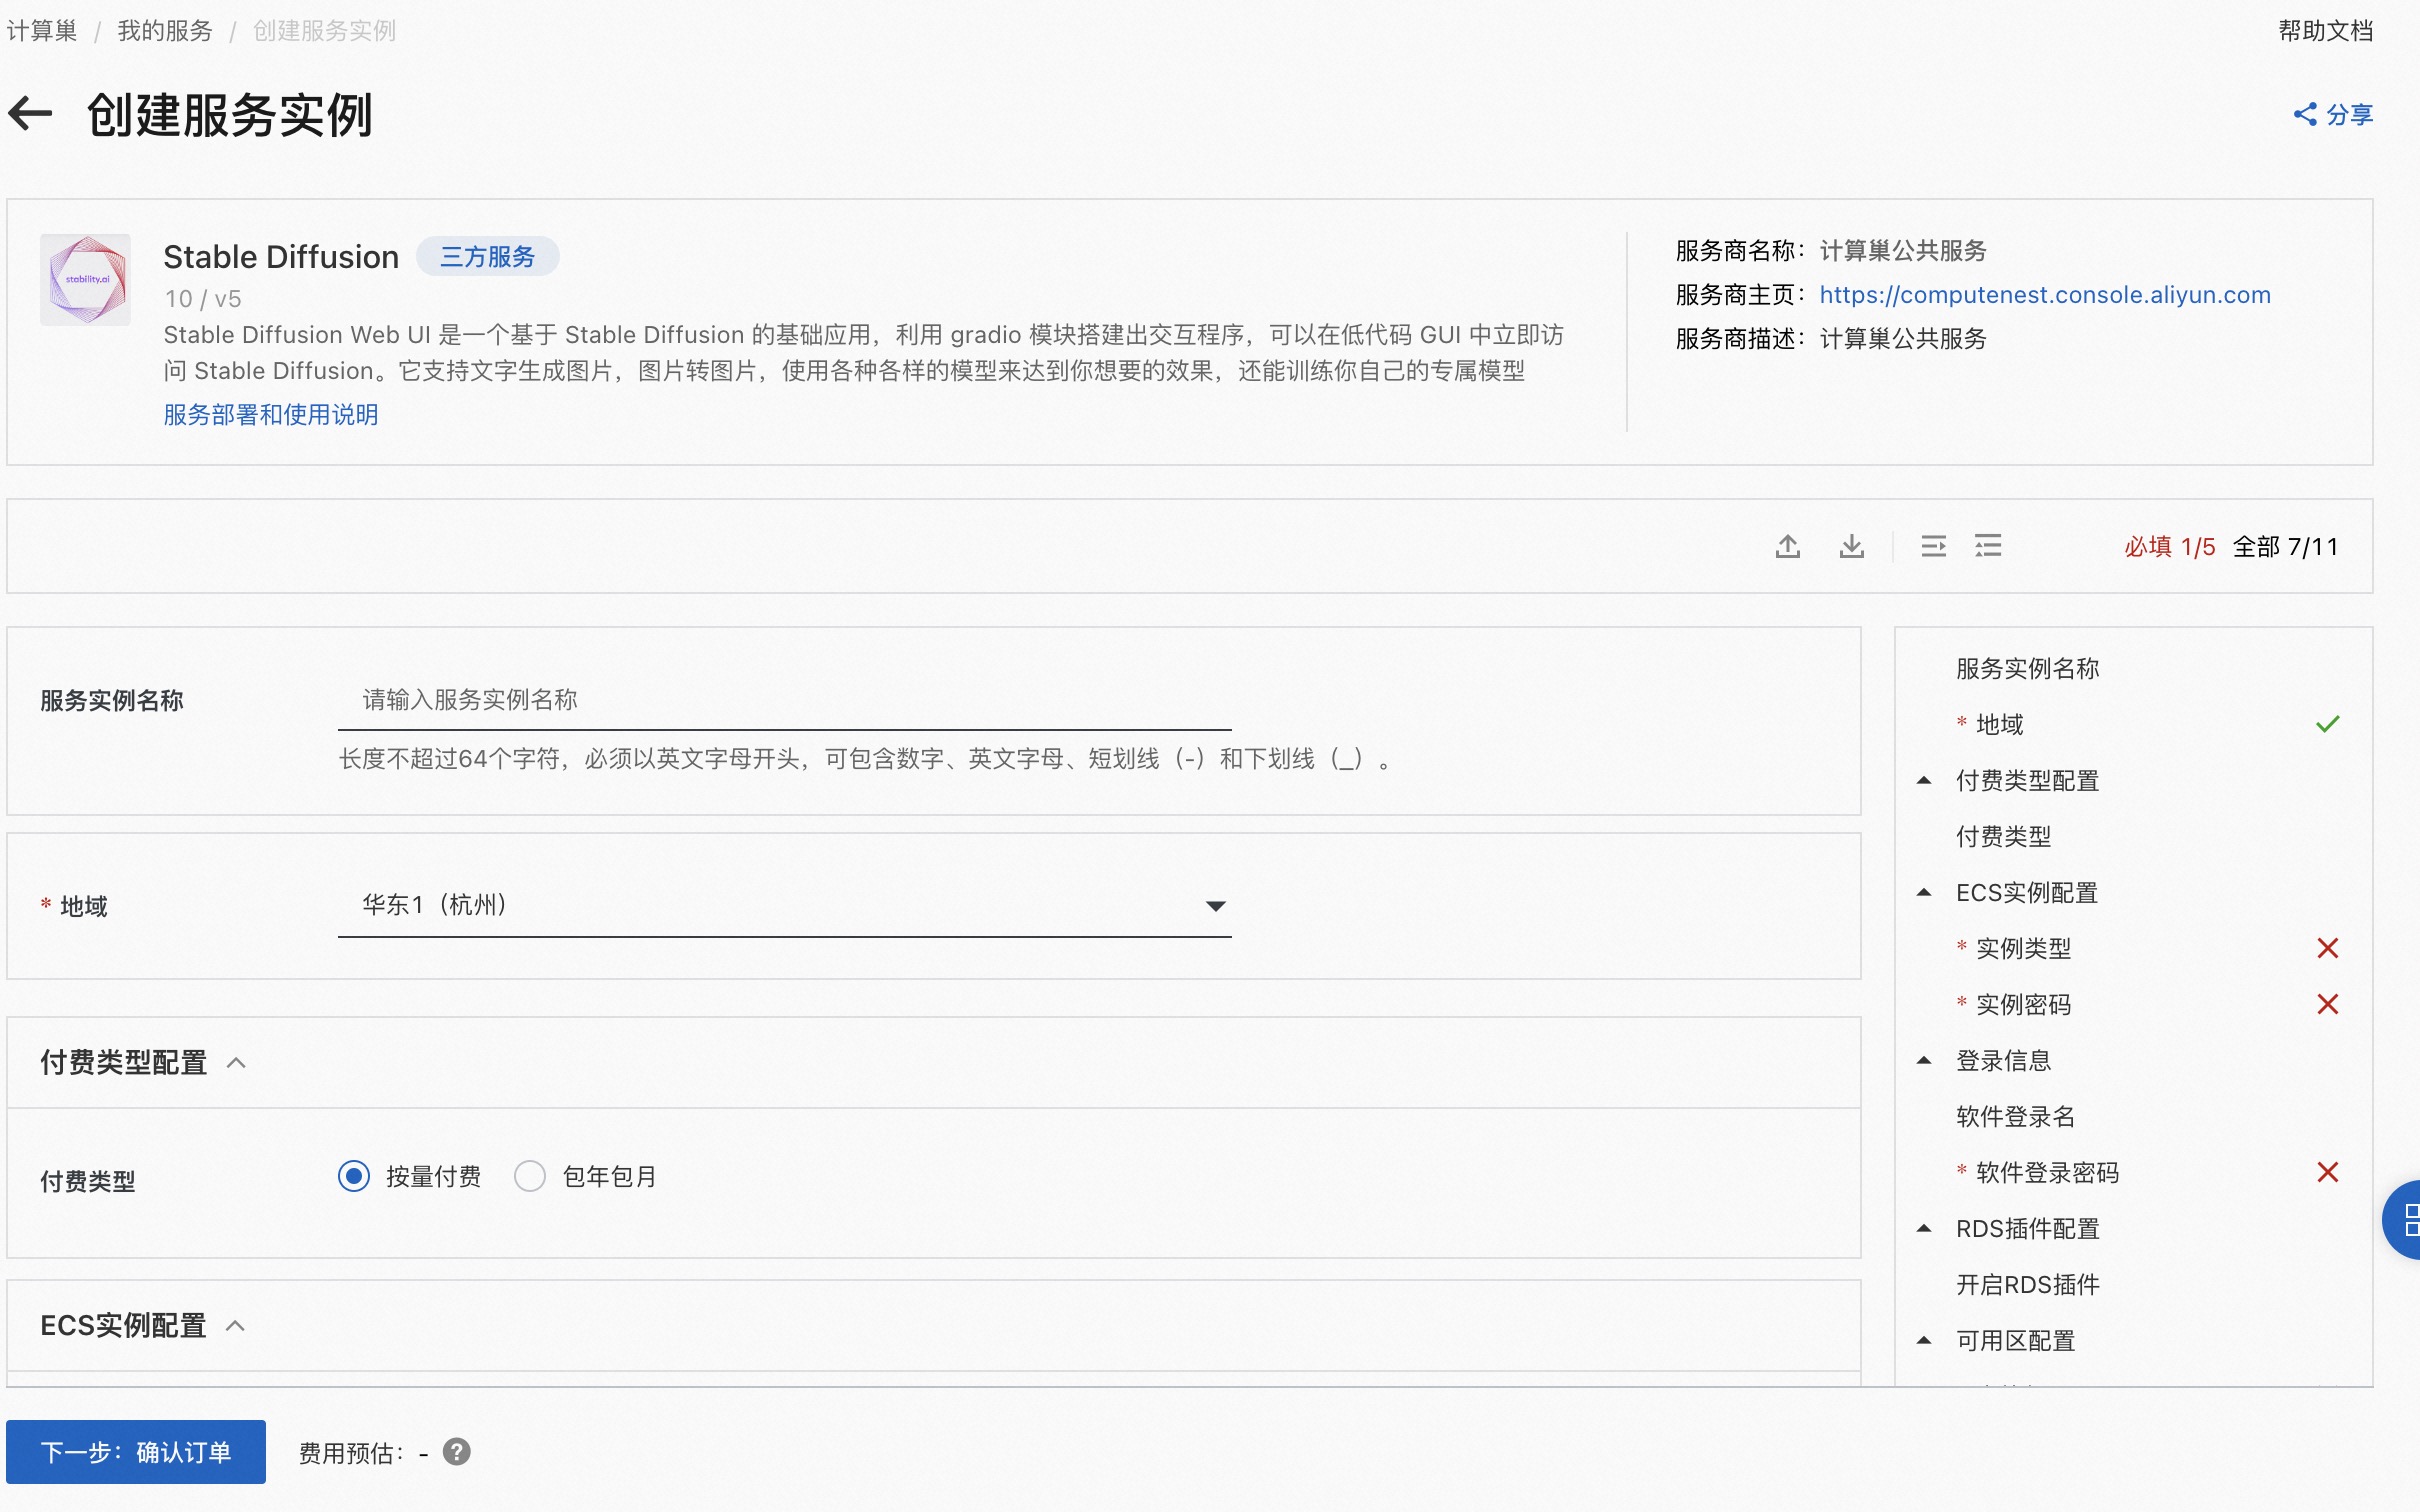 计算巢 / 我的服务 / 创建服务实例
帮助文档
创建服务实例
分享
stability.ai
Stable Diffusion 三方服务
10 / v5
Stable Diffusion Web UI 是一个基于 Stable Diffusion 的基础应用，利用 gradio 模块搭建出交互程序，可以在低代码 GUI 中立即访
问 Stable Diffusion。它支持文字生成图片，图片转图片，使用各种各样的模型来达到你想要的效果，还能训练你自己的专属模型
服务部署和使用说明
服务商名称：计算巢公共服务
服务商主页：https://computenest.console.aliyun.com
服务商描述：计算巢公共服务
必填 1/5 全部 7/11
服务实例名称
请输入服务实例名称
长度不超过64个字符，必须以英文字母开头，可包含数字、英文字母、短划线（-）和下划线（_）。
* 地域
华东1（杭州）
付费类型配置
付费类型
按量付费 包年包月
ECS实例配置
服务实例名称
* 地域
付费类型配置
付费类型
ECS实例配置
* 实例类型
* 实例密码
登录信息
软件登录名
* 软件登录密码
RDS插件配置
开启RDS插件
可用区配置
下一步：确认订单
费用预估：- ?